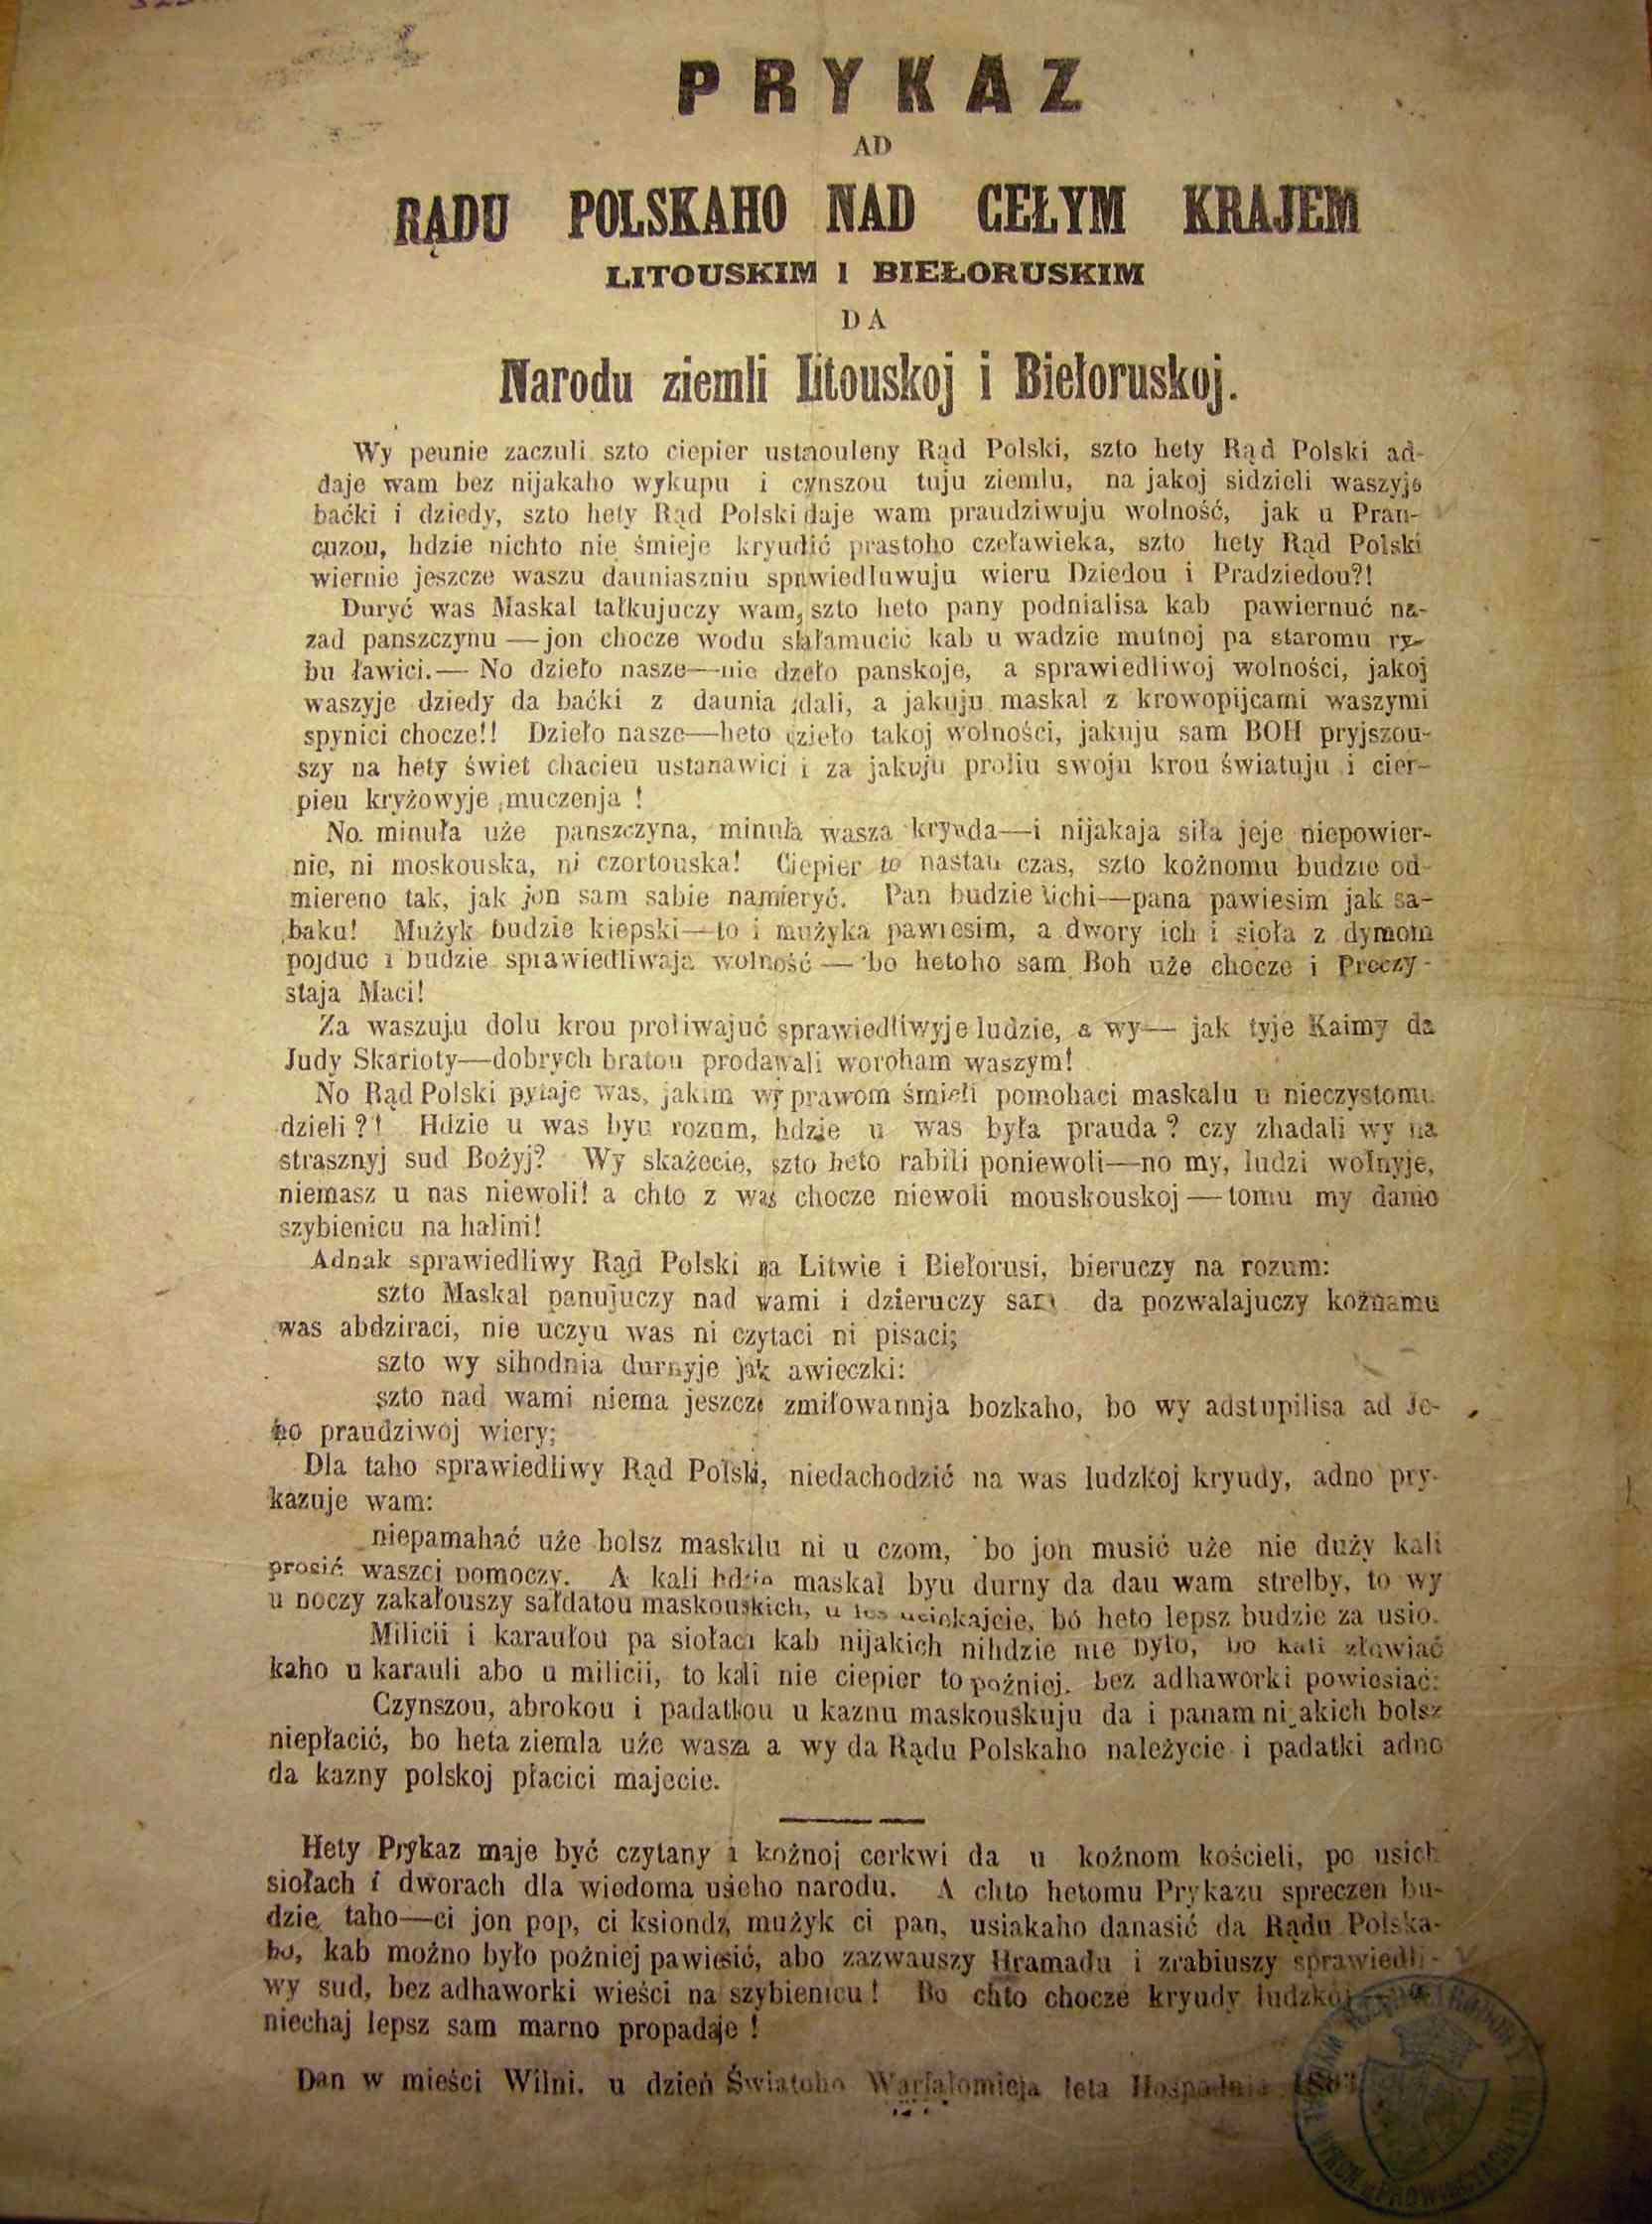 PRYKAZ
AD
RĄDU POLSKAHO NAD CEŁYM KRAJEM
LITOUSKIM I BIEŁORUSKIM
DA
Narodu ziemli litouskoj i Biełoruskoj.
Wy peunie zaczuli szto ciepier ustnouleny Rąd Polski, szto hety Rąd Polski ad-
daje wam bez nijakaho wykupu i cynszou tuju ziemlu, na jakoj sidzieli waszyje
baćki i dziedy, szto hety Rąd Polski daje wam praudziwuju wolność, jak u Pran-
cuzou, hdzie nichto nie śmieje kryudić prastoho czeławieka, szto hety Rąd Polski
wiernie jeszcze waszu dauniaszniu sprawiedluwuju wieru Dziedou i Pradziedou?!
Duryć was Maskal tałkujuczy wam, szto heto pany podnialisa kab pawiernuć na-
zad panszczynu — jon chocze wodu skałamucić kab u wadzie mutnoj pa staromu ry-
bu ławici. — No dzieło nasze—nie dzeło panskoje, a sprawiedliwoj wolności, jakoj
waszyje dziedy da baćki z daunia żdali, a jakuju maskal z krowopijcami waszymi
spynici chocze!! Dzieło nasze—heto dzieło takoj wolności, jakuju sam BOH pryjszou-
szy na hety świet chacieu ustanawici i za jakuju proliu swoju krou światuju i cier-
pieu kryżowyje muczenja !
No. minuła uże panszczyna, minuła wasza kryuda—i nijakaja siła jeje niepowier-
nie, ni moskouska, ni czortouska! Ciepier to nastau czas, szto kożnomu budzie od-
miereno tak, jak jon sam sabie namieryć. Pan budzie lichi—pana pawiesim jak sa-
baku! Mużyk budzie kiepski—to i mużyka pawiesim, a dwory ich i sioła z dymom
pojduć i budzie sprawiedliwaja wolność — bo hetoho sam Boh uże chocze i Preczy-
staja Maci!
Za waszuju dolu krou proliwajuć sprawiedliwyje ludzie, a wy— jak tyje Kaimy da
Judy Skarioty—dobrych bratou prodawali woroham waszym!
No Rąd Polski pytaje was, jakim wy prawom śmieli pomohaci maskalu u nieczystomu
dzieli ?! Hdzie u was byu rozum, hdzie u was była prauda ? czy zhadali wy na
strasznyj sud Bożyj? Wy skażecie, szto heto rabili poniewoli—no my, ludzi wolnyje,
niemasz u nas niewoli! a chto z was chocze niewoli mouskouskoj — tomu my damo
szybienicu na halini!
Adnak sprawiedliwy Rąd Polski na Litwie i Biełorusi, bieruczy na rozum:
szto Maskal panujuczy nad wami i dzieruczy sam da pozwalajuczy kożnamu
was abdziraci, nie uczyu was ni czytaci ni pisaci;
szto wy sihodnia durnyje jak awieczki:
szto nad wami niema jeszcze zmiłowannja bozkaho, bo wy adstupilisa ad Je-
ho praudziwoj wiery;
Dla taho sprawiedliwy Rąd Polski, niedachodzić na was ludzkoj kryudy, adno pry-
kazuje wam:
niepamahać uże bolsz maskalu ni u czom, bo jon musić uże nie duży kali
prosić waszej pomoczy. A kali hdzie maskal byu durny da dau wam strelby, to wy
u noczy zakałouszy sałdatou maskouskich, u les uciekajcie, bo heto lepsz budzie za usio.
Milicii i karaułou pa siołach kab nijakich nihdzie nie było, bo kali złowiać
kaho u karauli abo u milicii, to kali nie ciepier to poźniej. bez adhaworki powiesiać:
Czynszou, abrokou i padatkou u kaznu maskouskuju da i panam nijakich bolsz
niepłacić, bo heta ziemla uże wasza a wy da Rądu Polskaho należycie i padatki adno
da kazny polskoj płacici majecie.
Hety Prykaz maje być czytany i kożnoj cerkwi da u kożnom kościeli, po usich
siołach i dworach dla wiedoma usieho narodu. A chto hetomu Prykazu spreczen bu-
dzie, taho—ci jon pop, ci ksiondz, mużyk ci pan, usiakaho danasić da Rądu Polska-
ho, kab możno było poźniej pawiesić, abo zazwauszy Hramadu i zrabiuszy sprawiedli-
wy sud, bez adhaworki wieści na szybienicu! Bo chto chocze kryudy ludzkoj —
niechaj lepsz sam marno propadaje !
Dan w mieści Wilni, u dzień Światoho Warfałomieja leta Hospadnia